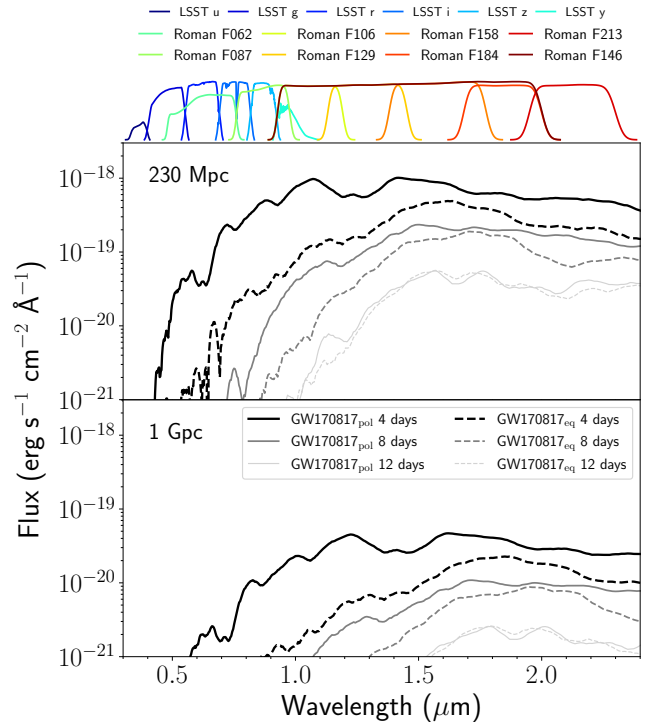 LSST u LSST g LSST r LSST i LSST z LSST y
Roman F062 Roman F106 Roman F158 Roman F213
Roman F087 Roman F129 Roman F184 Roman F146
230 Mpc
10⁻¹⁸
10⁻¹⁹
10⁻²⁰
10⁻²¹
1 Gpc
GW170817pol 4 days GW170817eq 4 days
GW170817pol 8 days GW170817eq 8 days
GW170817pol 12 days GW170817eq 12 days
10⁻¹⁸
10⁻¹⁹
10⁻²⁰
10⁻²¹
Flux (erg s⁻¹ cm⁻² Å⁻¹)
0.5 1.0 1.5 2.0
Wavelength (μm)